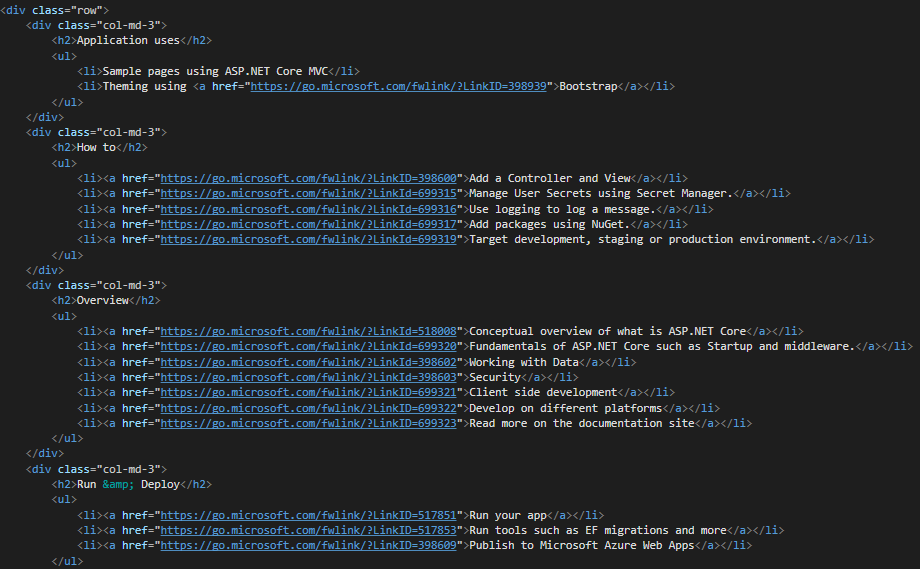 <div class="row">
    <div class="col-md-3">
        <h2>Application uses</h2>
        <ul>
            <li>Sample pages using ASP.NET Core MVC</li>
            <li>Theming using <a href="https://go.microsoft.com/fwlink/?LinkID=398939">Bootstrap</a></li>
        </ul>
    </div>
    <div class="col-md-3">
        <h2>How to</h2>
        <ul>
            <li><a href="https://go.microsoft.com/fwlink/?LinkID=398600">Add a Controller and View</a></li>
            <li><a href="https://go.microsoft.com/fwlink/?LinkId=699315">Manage User Secrets using Secret Manager.</a></li>
            <li><a href="https://go.microsoft.com/fwlink/?LinkId=699316">Use logging to log a message.</a></li>
            <li><a href="https://go.microsoft.com/fwlink/?LinkId=699317">Add packages using NuGet.</a></li>
            <li><a href="https://go.microsoft.com/fwlink/?LinkId=699319">Target development, staging or production environment.</a></li>
        </ul>
    </div>
    <div class="col-md-3">
        <h2>Overview</h2>
        <ul>
            <li><a href="https://go.microsoft.com/fwlink/?LinkId=518008">Conceptual overview of what is ASP.NET Core</a></li>
            <li><a href="https://go.microsoft.com/fwlink/?LinkId=699320">Fundamentals of ASP.NET Core such as Startup and middleware.</a></li>
            <li><a href="https://go.microsoft.com/fwlink/?LinkId=398602">Working with Data</a></li>
            <li><a href="https://go.microsoft.com/fwlink/?LinkId=398603">Security</a></li>
            <li><a href="https://go.microsoft.com/fwlink/?LinkID=699321">Client side development</a></li>
            <li><a href="https://go.microsoft.com/fwlink/?LinkID=699322">Develop on different platforms</a></li>
            <li><a href="https://go.microsoft.com/fwlink/?LinkID=699323">Read more on the documentation site</a></li>
        </ul>
    </div>
    <div class="col-md-3">
        <h2>Run &amp; Deploy</h2>
        <ul>
            <li><a href="https://go.microsoft.com/fwlink/?LinkID=517851">Run your app</a></li>
            <li><a href="https://go.microsoft.com/fwlink/?LinkID=517853">Run tools such as EF migrations and more</a></li>
            <li><a href="https://go.microsoft.com/fwlink/?LinkID=398609">Publish to Microsoft Azure Web Apps</a></li>
        </ul>